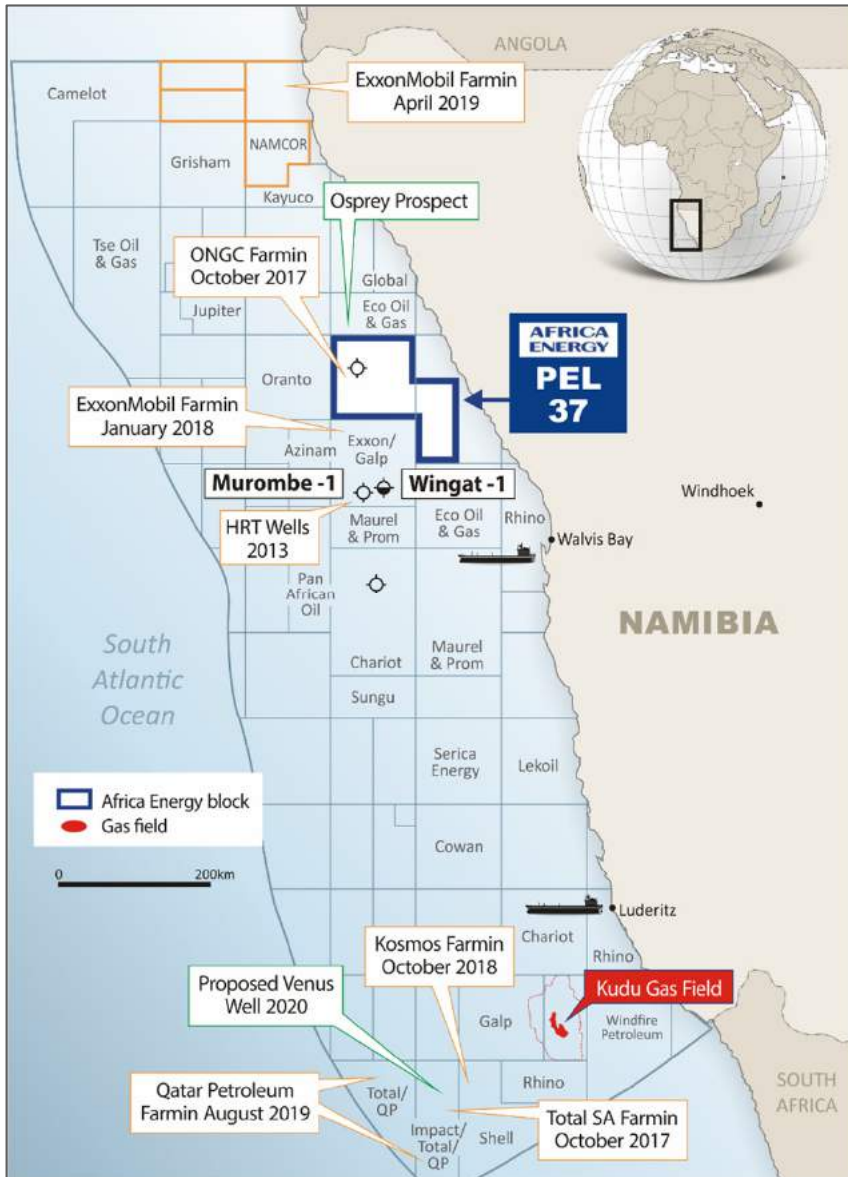 ANGOLA
Camelot
ExxonMobil Farmin
April 2019
NAMCOR
Grisham
Kayuco
Osprey Prospect
Tse Oil
& Gas
ONGC Farmin
October 2017
Global
Jupiter
Eco Oil
& Gas
AFRICA
ENERGY
PEL
37
Oranto
ExxonMobil Farmin
January 2018
Azinam
Exxon/
Galp
Murombe -1
Wingat -1
Windhoek
HRT Wells
2013
Maurel
& Prom
Eco Oil
& Gas
Rhino
Walvis Bay
Pan
African
Oil
NAMIBIA
South
Atlantic
Ocean
Chariot
Maurel
& Prom
Sungu
Serica
Energy
Lekoil
Africa Energy block
Gas field
0
200km
Cowan
Luderitz
Chariot
Rhino
Kosmos Farmin
October 2018
Proposed Venus
Well 2020
Kudu Gas Field
Galp
Windfire
Petroleum
Qatar Petroleum
Farmin August 2019
Total/
QP
Rhino
SOUTH
AFRICA
Impact/
Total/
QP
Shell
Total SA Farmin
October 2017